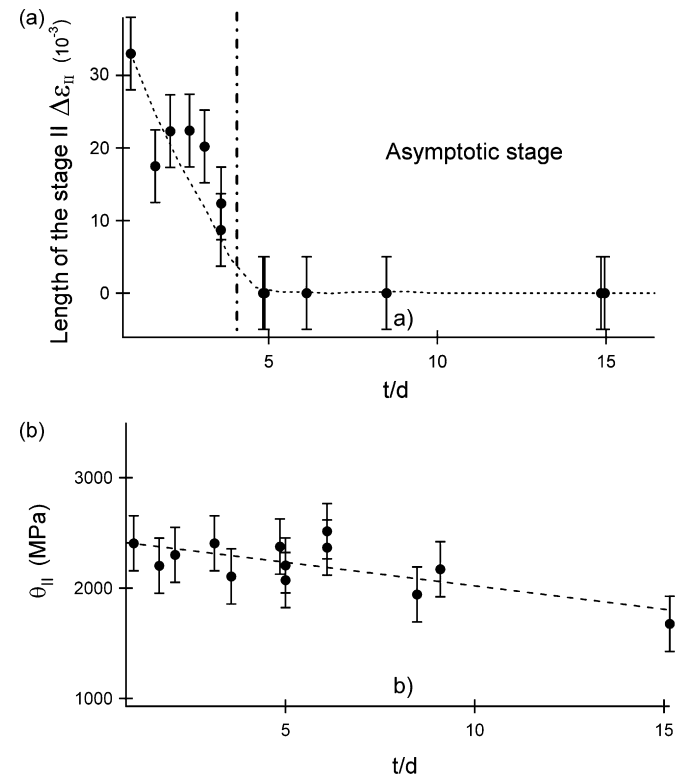 (a)
Length of the stage II Δε_II (10⁻³)
30
20
10
0
Asymptotic stage
a)
5
10
15
t/d
(b)
θ_II (MPa)
3000
2000
1000
b)
5
10
15
t/d